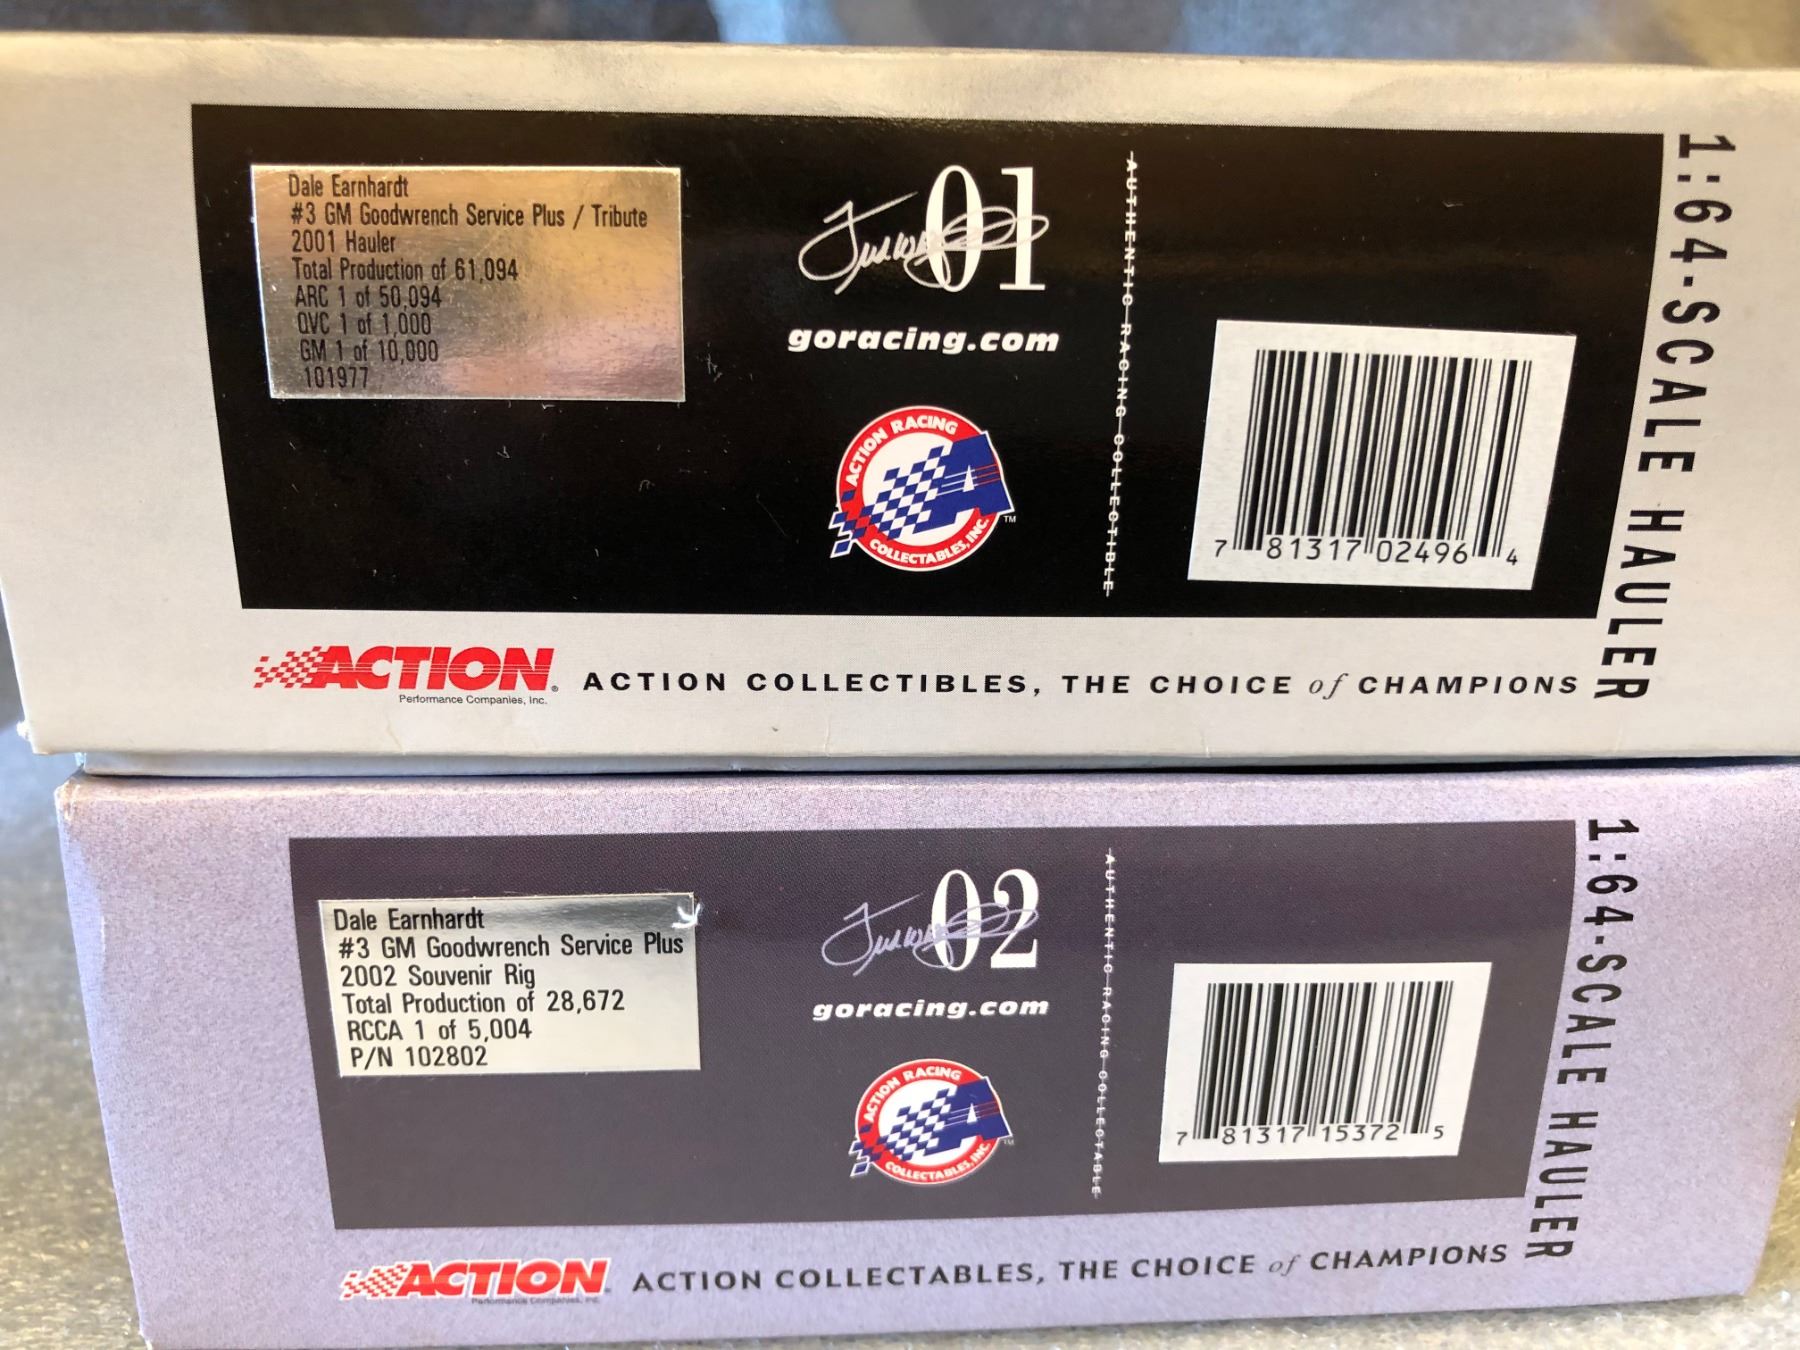 Dale Earnhardt
#3 GM Goodwrench Service Plus / Tribute
2001 Hauler
Total Production of 61,094
ARC 1 of 50,094
QVC 1 of 1,000
GM 1 of 10,000
101977
01
goracing.com
ACTION RACING
COLLECTABLES, INC.
TM
AUTHENTIC RACING COLLECTIBLE
7 81317 02496 4
1:64-SCALE HAULER
ACTION
Performance Companies, Inc.
ACTION COLLECTIBLES, THE CHOICE of CHAMPIONS
Dale Earnhardt
#3 GM Goodwrench Service Plus
2002 Souvenir Rig
Total Production of 28,672
RCCA 1 of 5,004
P/N 102802
02
goracing.com
ACTION RACING
COLLECTABLES, INC.
TM
AUTHENTIC RACING COLLECTABLE
7 81317 15372 5
1:64-SCALE HAULER
ACTION
Performance Companies, Inc.
ACTION COLLECTABLES, THE CHOICE of CHAMPIONS